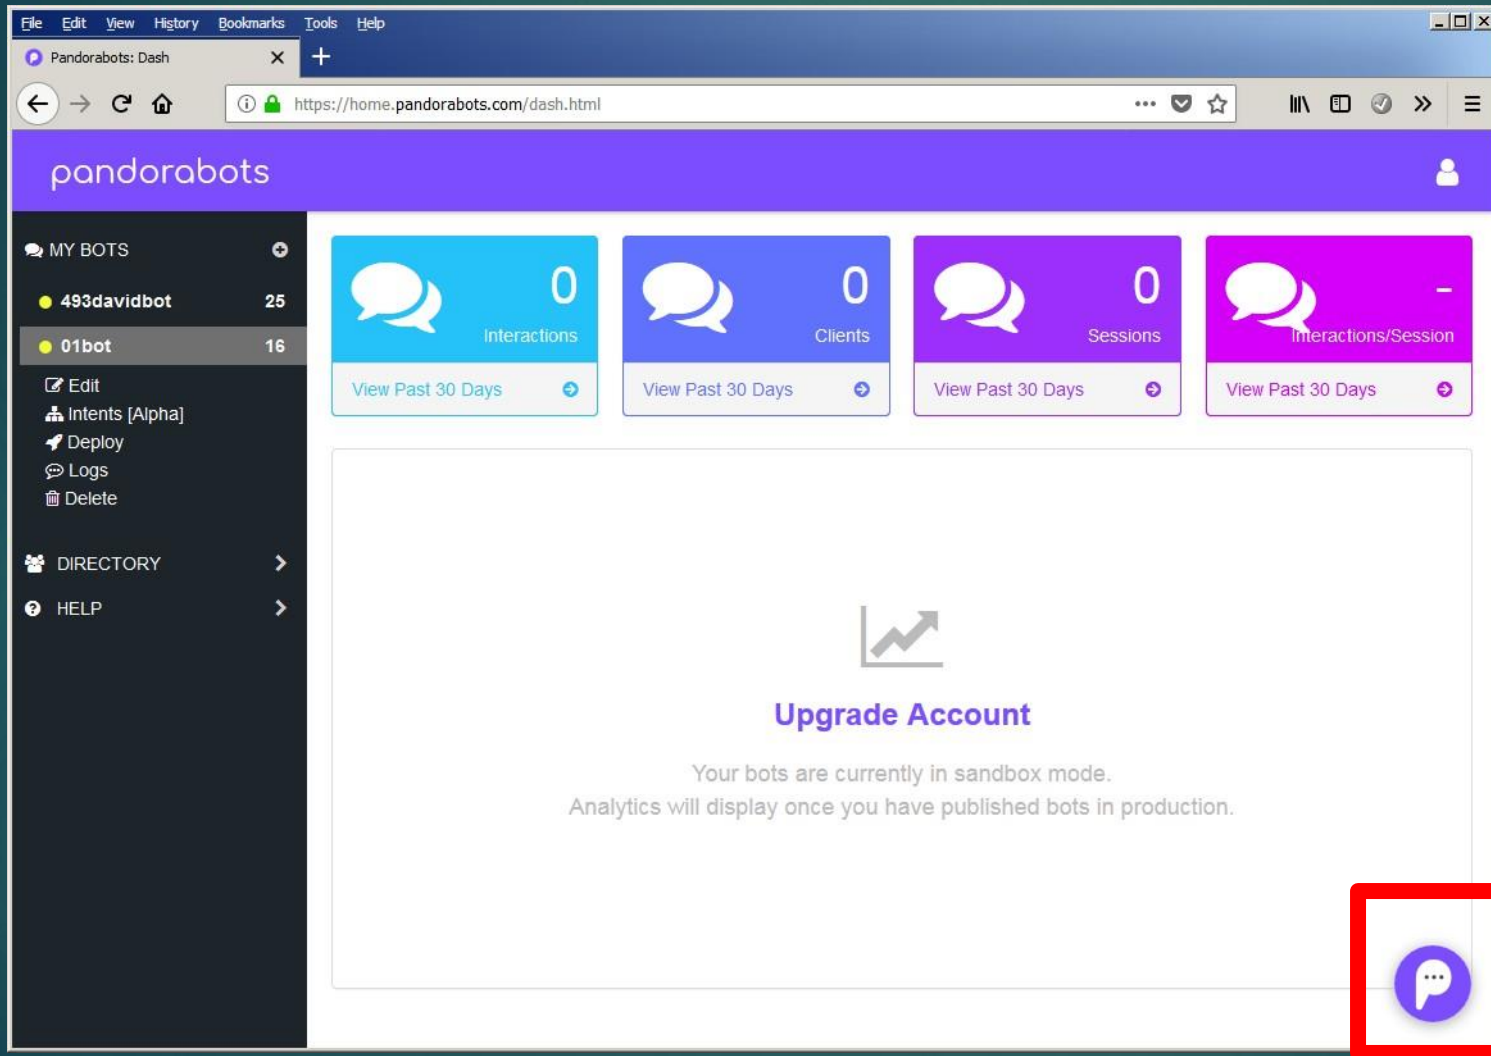 File Edit View History Bookmarks Tools Help
Pandorabots: Dash
https://home.pandorabots.com/dash.html
pandorabots
MY BOTS
493davidbot 25
01bot 16
Edit
Intents [Alpha]
Deploy
Logs
Delete
DIRECTORY
HELP
0
Interactions
View Past 30 Days
0
Clients
View Past 30 Days
0
Sessions
View Past 30 Days
-
Interactions/Session
View Past 30 Days
Upgrade Account
Your bots are currently in sandbox mode.
Analytics will display once you have published bots in production.